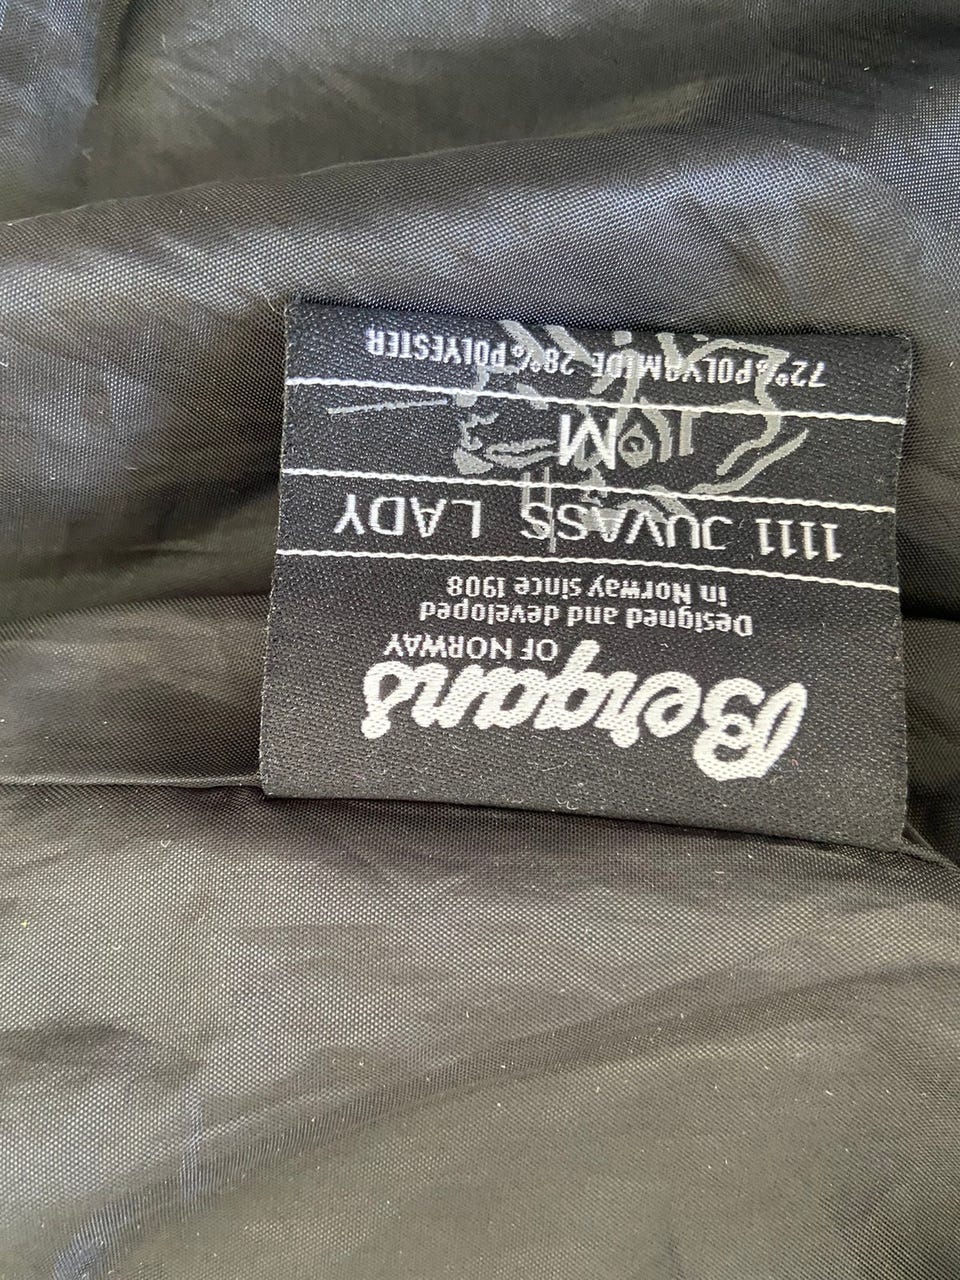 Bergans
OF NORWAY
Designed and developed
in Norway since 1908
1111 JUVASS LADY
M
72% POLYAMIDE 28% POLYESTER